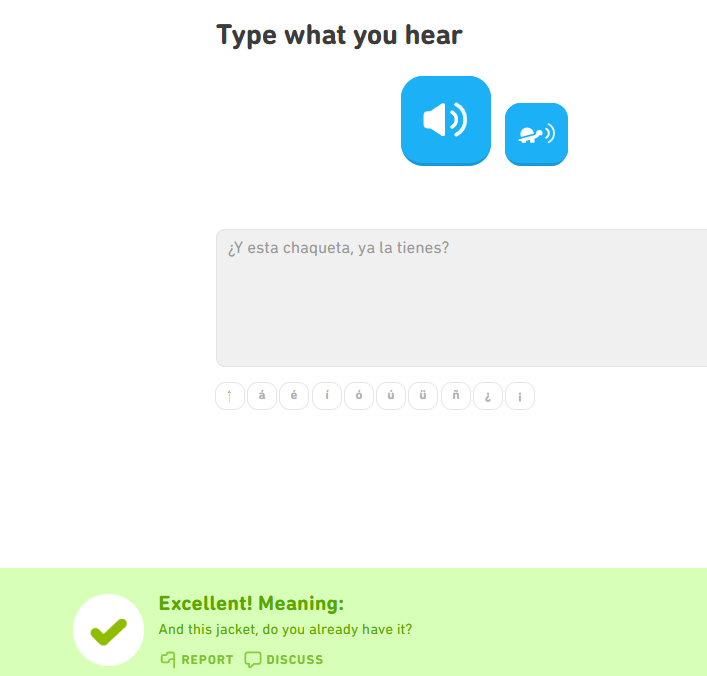 Type what you hear
¿Y esta chaqueta, ya la tienes?
↑ á é í ó ú ü ñ ¿ ¡
Excellent! Meaning:
And this jacket, do you already have it?
REPORT DISCUSS